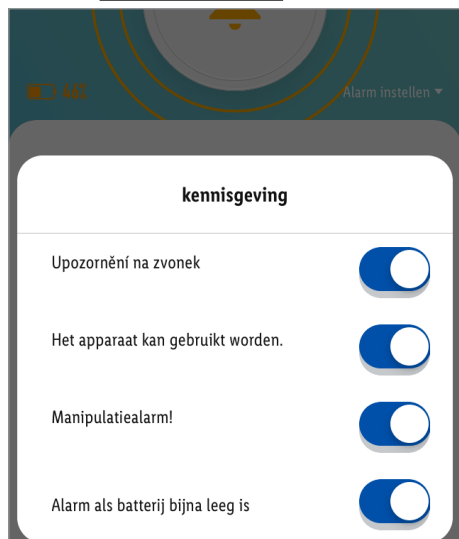 Alarm instellen
kennisgeving
Upozornění na zvonek
Het apparaat kan gebruikt worden.
Manipulatiealarm!
Alarm als batterij bijna leeg is